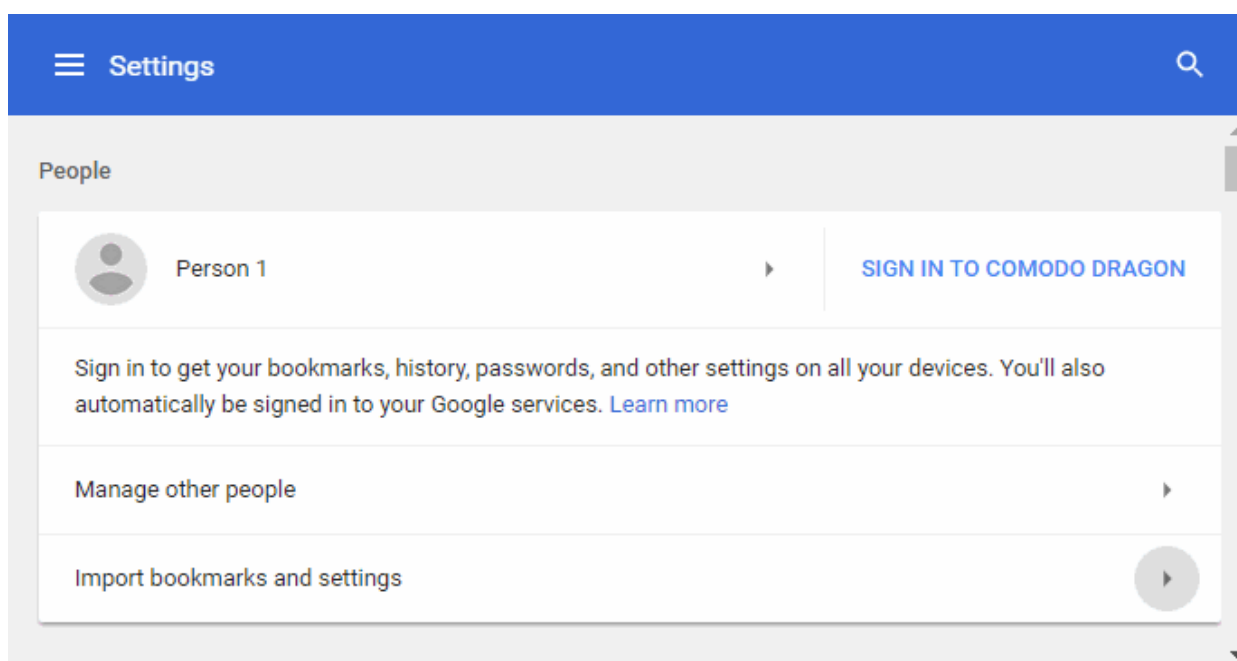 Settings
People
Person 1
SIGN IN TO COMODO DRAGON
Sign in to get your bookmarks, history, passwords, and other settings on all your devices. You'll also
automatically be signed in to your Google services. Learn more
Manage other people
Import bookmarks and settings